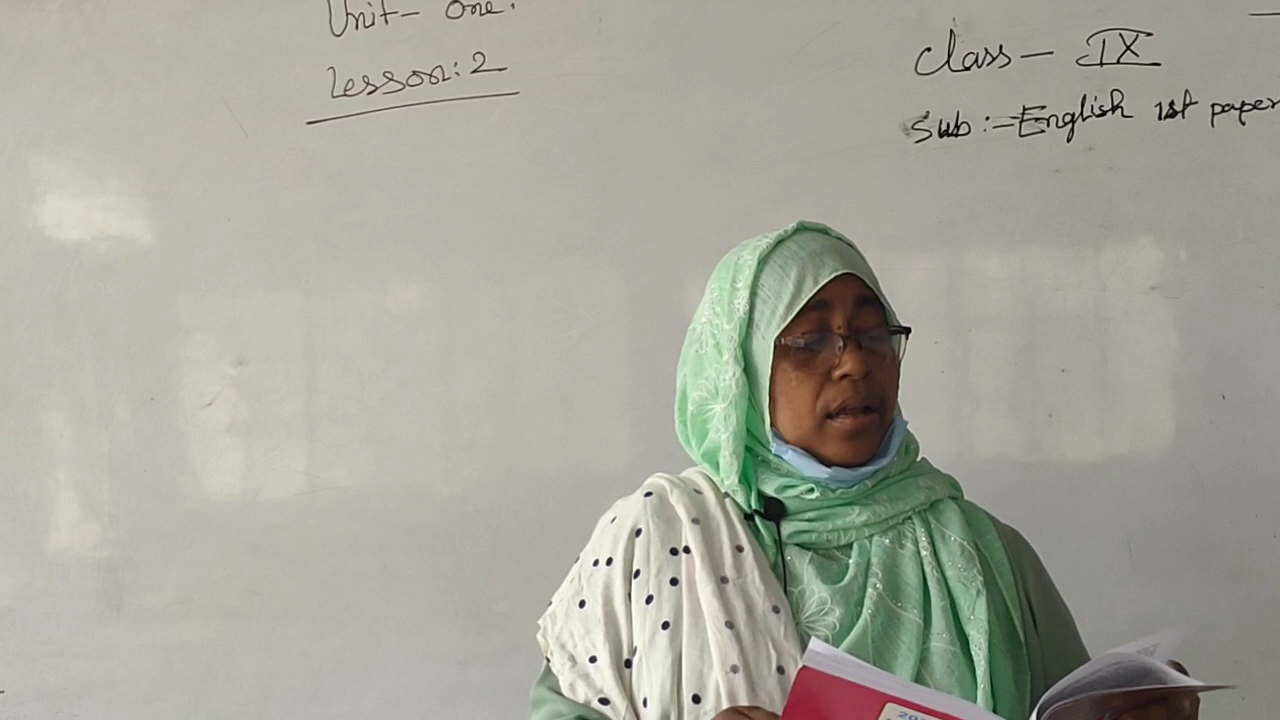 Unit- One.
Lesson: 2
Class- IX
Sub:- English 1st paper